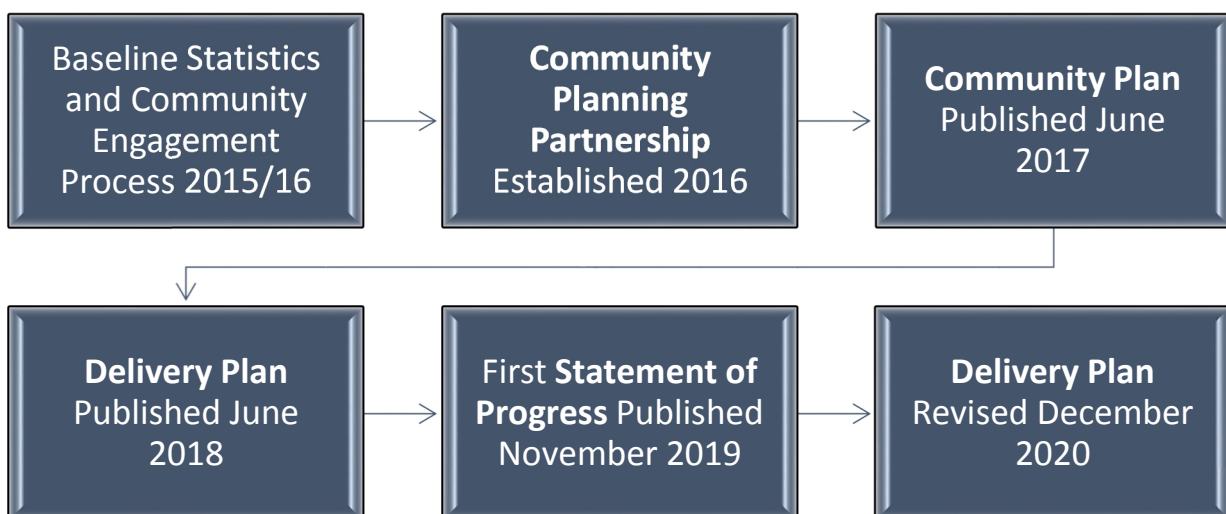 Baseline Statistics
and Community
Engagement
Process 2015/16
Community
Planning
Partnership
Established 2016
Community Plan
Published June
2017
Delivery Plan
Published June
2018
First Statement of
Progress Published
November 2019
Delivery Plan
Revised December
2020